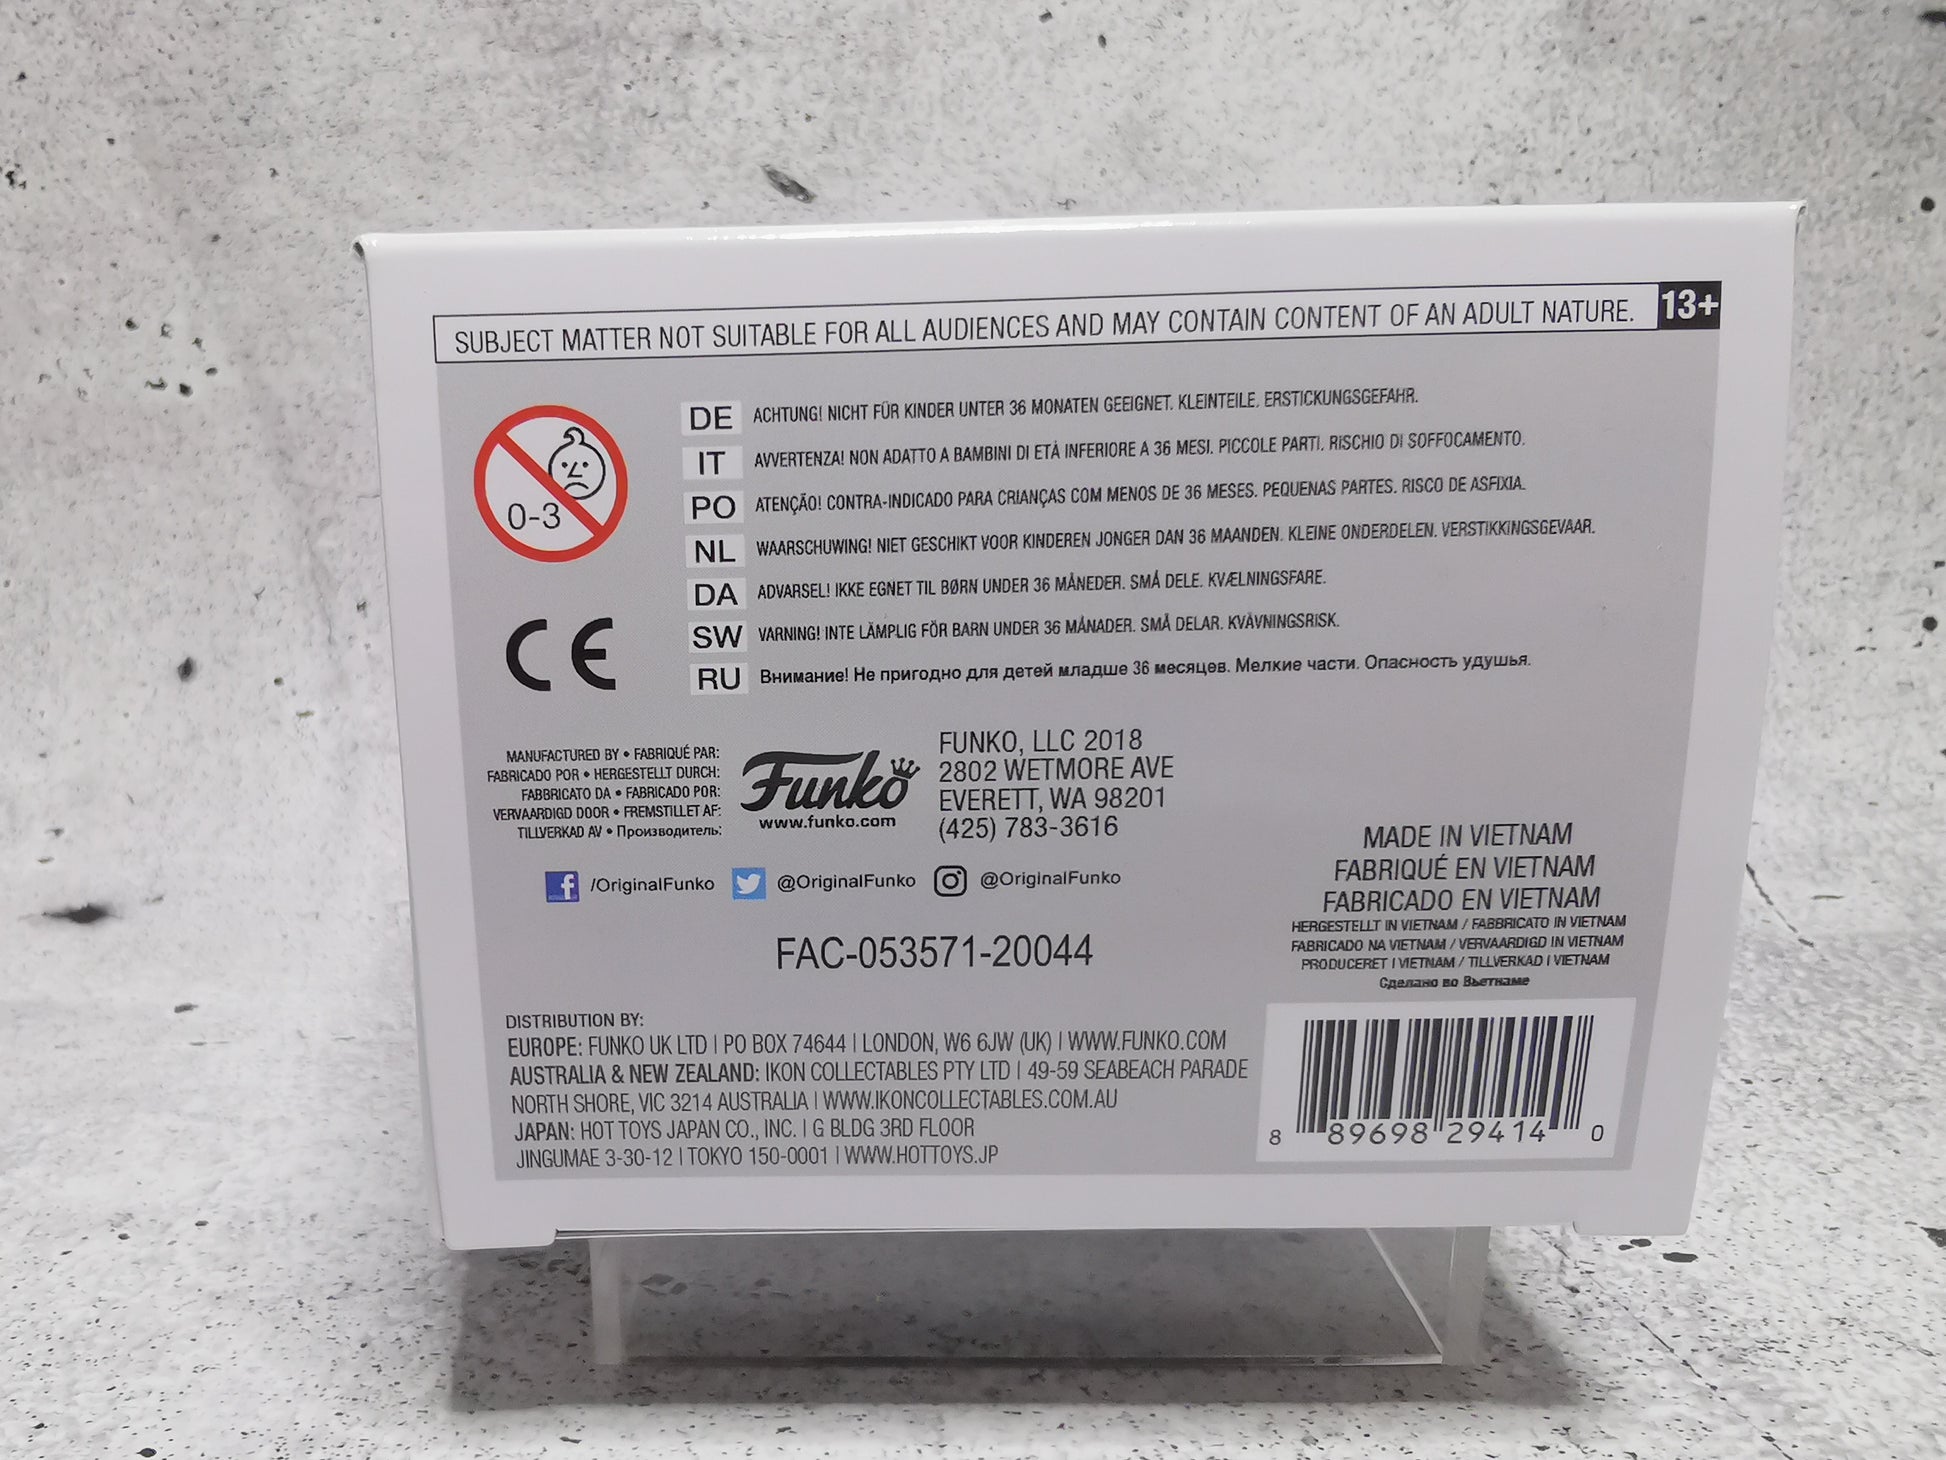 SUBJECT MATTER NOT SUITABLE FOR ALL AUDIENCES AND MAY CONTAIN CONTENT OF AN ADULT NATURE. 13+
0-3
DE ACHTUNG! NICHT FÜR KINDER UNTER 36 MONATEN GEEIGNET. KLEINTEILE. ERSTICKUNGSGEFAHR.
IT AVVERTENZA! NON ADATTO A BAMBINI DI ETÀ INFERIORE A 36 MESI. PICCOLE PARTI. RISCHIO DI SOFFOCAMENTO.
PO ATENÇÃO! CONTRA-INDICADO PARA CRIANÇAS COM MENOS DE 36 MESES. PEQUENAS PARTES. RISCO DE ASFIXIA.
NL WAARSCHUWING! NIET GESCHIKT VOOR KINDEREN JONGER DAN 36 MAANDEN. KLEINE ONDERDELEN. VERSTIKKINGSGEVAAR.
DA ADVARSEL! IKKE EGNET TIL BØRN UNDER 36 MÅNEDER. SMÅ DELE. KVÆLNINGSFARE.
SW VARNING! INTE LÄMPLIG FÖR BARN UNDER 36 MÅNADER. SMÅ DELAR. KVÄVNINGSRISK.
RU Внимание! Не пригодно для детей младше 36 месяцев. Мелкие части. Опасность удушья.
CE
MANUFACTURED BY • FABRIQUÉ PAR:
FABRICADO POR • HERGESTELLT DURCH:
FABBRICATO DA • FABRICADO POR:
VERVAARDIGD DOOR • FREMSTILLET AF:
TILLVERKAD AV • Производитель:
Funko
www.funko.com
FUNKO, LLC 2018
2802 WETMORE AVE
EVERETT, WA 98201
(425) 783-3616
/OriginalFunko @OriginalFunko @OriginalFunko
FAC-053571-20044
MADE IN VIETNAM
FABRIQUÉ EN VIETNAM
FABRICADO EN VIETNAM
HERGESTELLT IN VIETNAM / FABBRICATO IN VIETNAM
FABRICADO NA VIETNAM / VERVAARDIGD IN VIETNAM
PRODUCERET I VIETNAM / TILLVERKAD I VIETNAM
Сделано во Вьетнаме
DISTRIBUTION BY:
EUROPE: FUNKO UK LTD | PO BOX 74644 | LONDON, W6 6JW (UK) | WWW.FUNKO.COM
AUSTRALIA & NEW ZEALAND: IKON COLLECTABLES PTY LTD | 49-59 SEABEACH PARADE
NORTH SHORE, VIC 3214 AUSTRALIA | WWW.IKONCOLLECTABLES.COM.AU
JAPAN: HOT TOYS JAPAN CO., INC. | G BLDG 3RD FLOOR
JINGUMAE 3-30-12 | TOKYO 150-0001 | WWW.HOTTOYS.JP
8 89698 29414 0